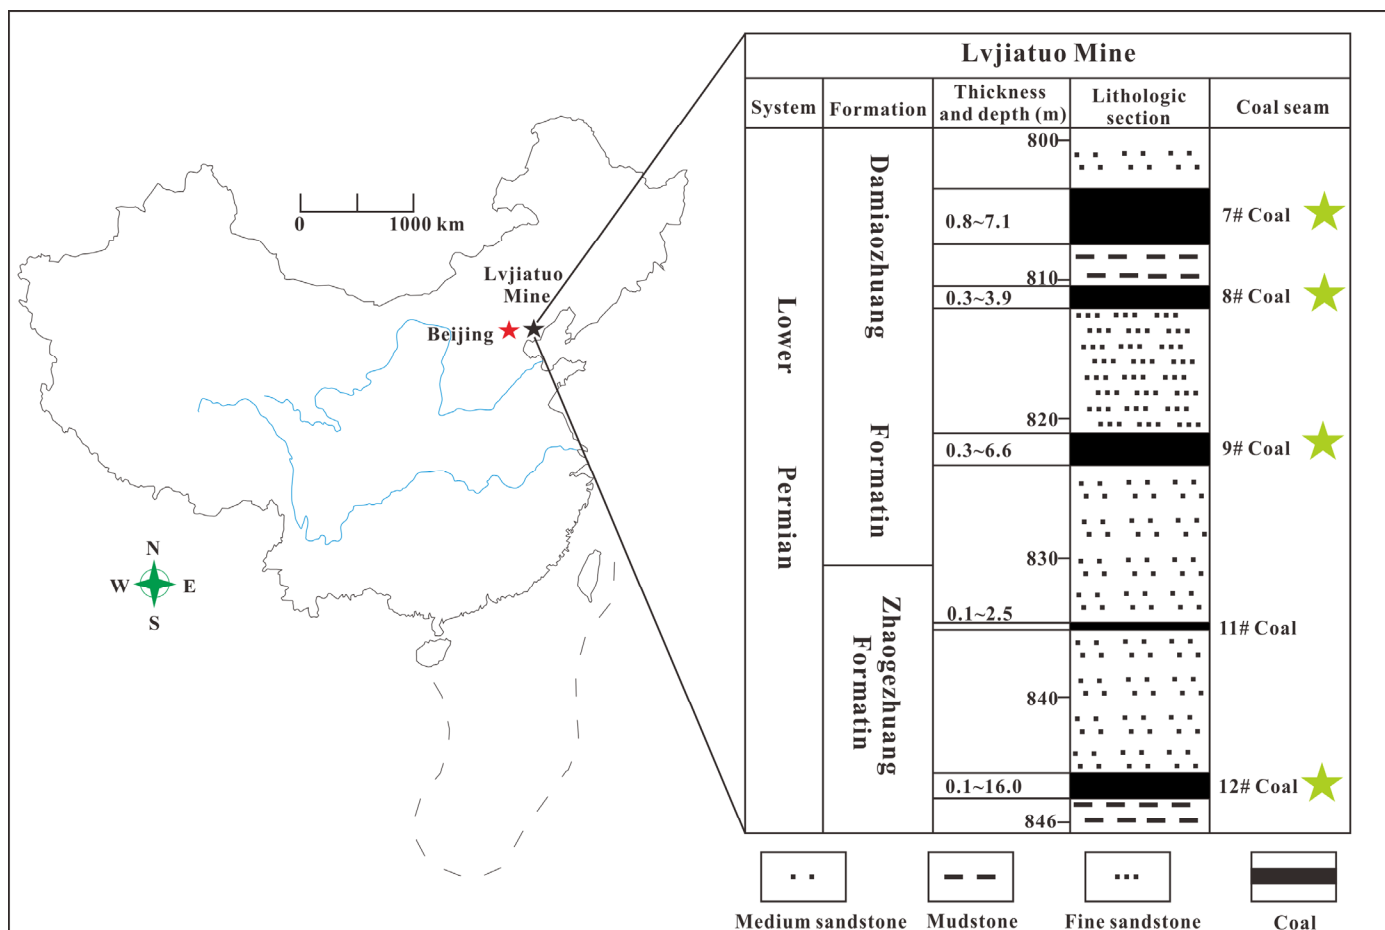 Lvjiatuo Mine
System
Formation
Thickness
and depth (m)
Lithologic
section
Coal seam
Lower Permian
Damiaozhuang Formatin
Zhaogezhuang
Formatin
800
0.8~7.1
7# Coal
810
0.3~3.9
8# Coal
820
0.3~6.6
9# Coal
830
0.1~2.5
11# Coal
840
0.1~16.0
12# Coal
846
0
1000 km
Lvjiatuo
Mine
Beijing
N
W
E
S
Medium sandstone
Mudstone
Fine sandstone
Coal